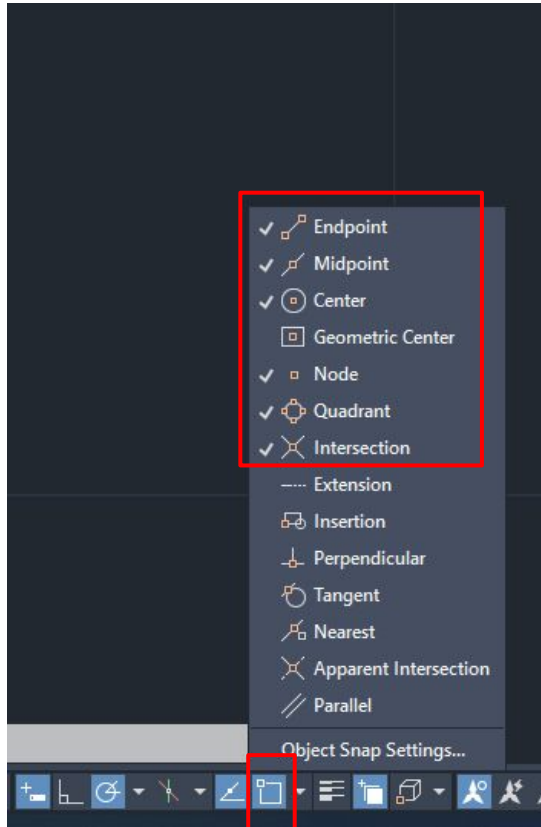 Endpoint
Midpoint
Center
Geometric Center
Node
Quadrant
Intersection
Extension
Insertion
Perpendicular
Tangent
Nearest
Apparent Intersection
Parallel
Object Snap Settings...